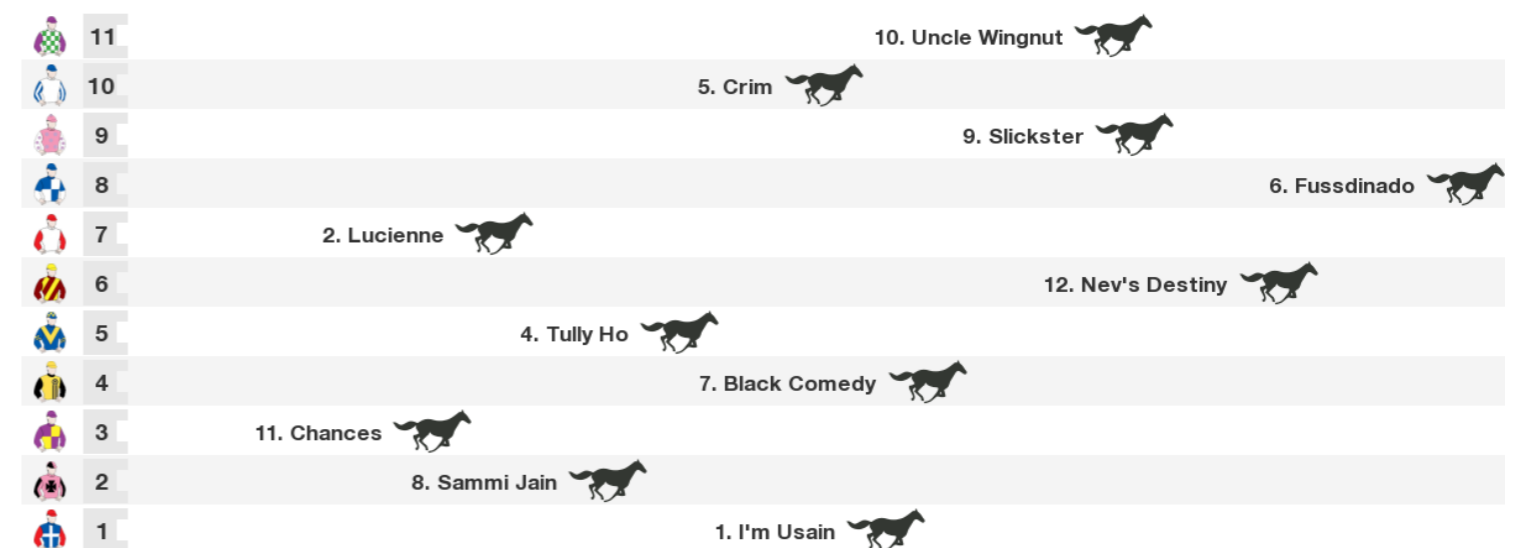 11 10. Uncle Wingnut
10 5. Crim
9 9. Slickster
8 6. Fussdinado
7 2. Lucienne
6 12. Nev's Destiny
5 4. Tully Ho
4 7. Black Comedy
3 11. Chances
2 8. Sammi Jain
1 1. I'm Usain